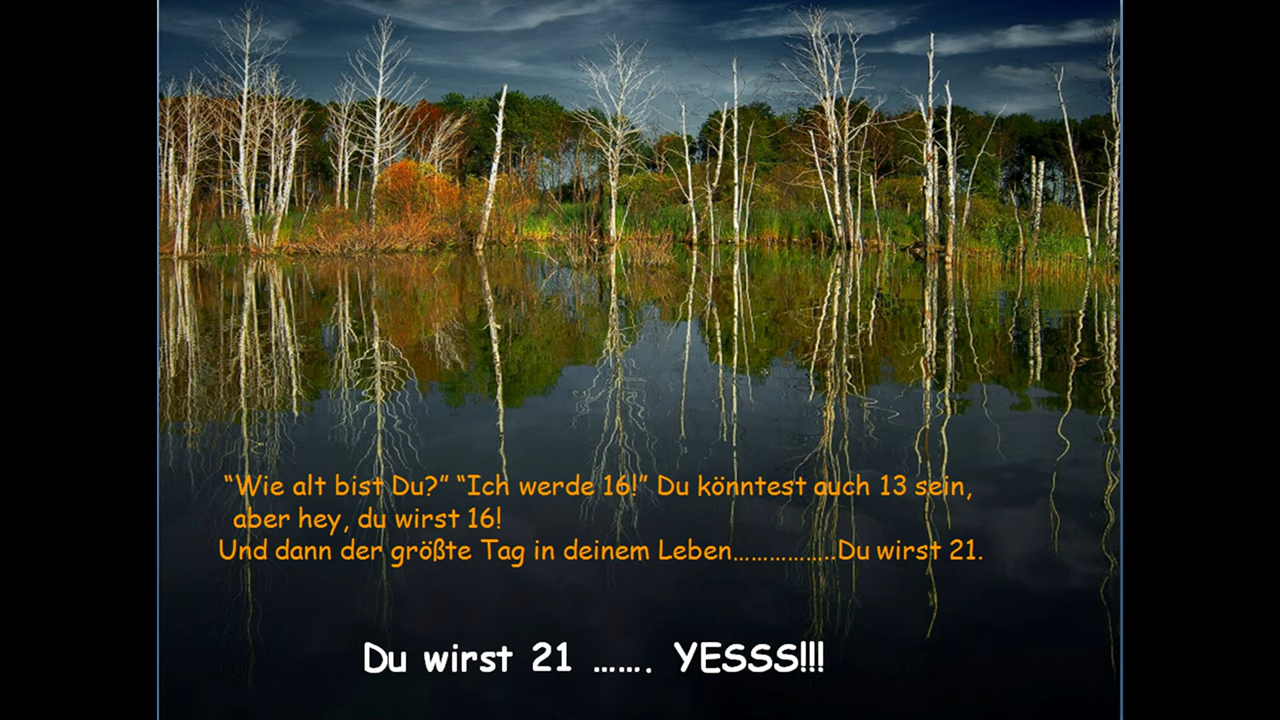 “Wie alt bist Du?” “Ich werde 16!” Du könntest auch 13 sein,
aber hey, du wirst 16!
Und dann der größte Tag in deinem Leben……………..Du wirst 21.
Du wirst 21 ……. YESSS!!!